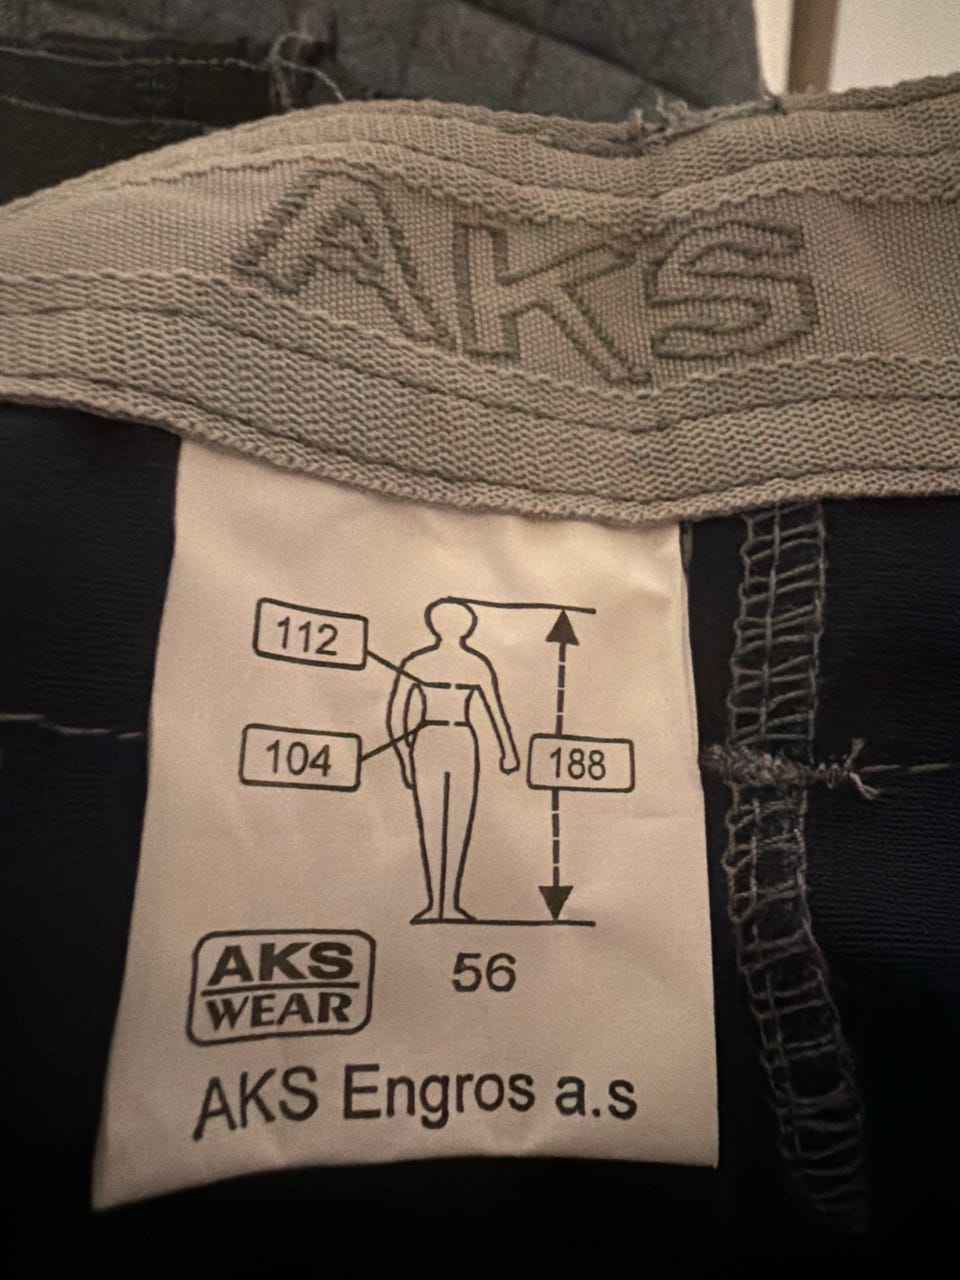 AKS
112
104
188
56
AKS
WEAR
AKS Engros a.s